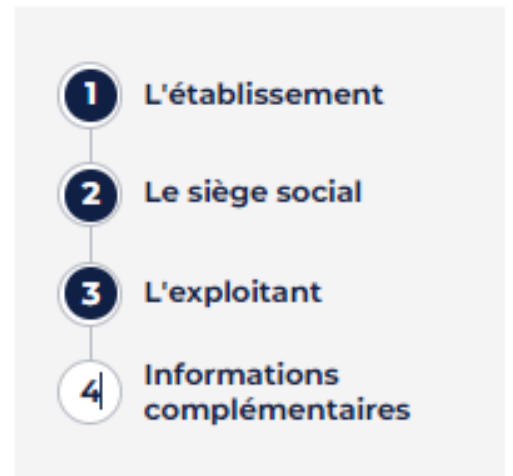 1 L'établissement
2 Le siège social
3 L'exploitant
4 Informations
complémentaires